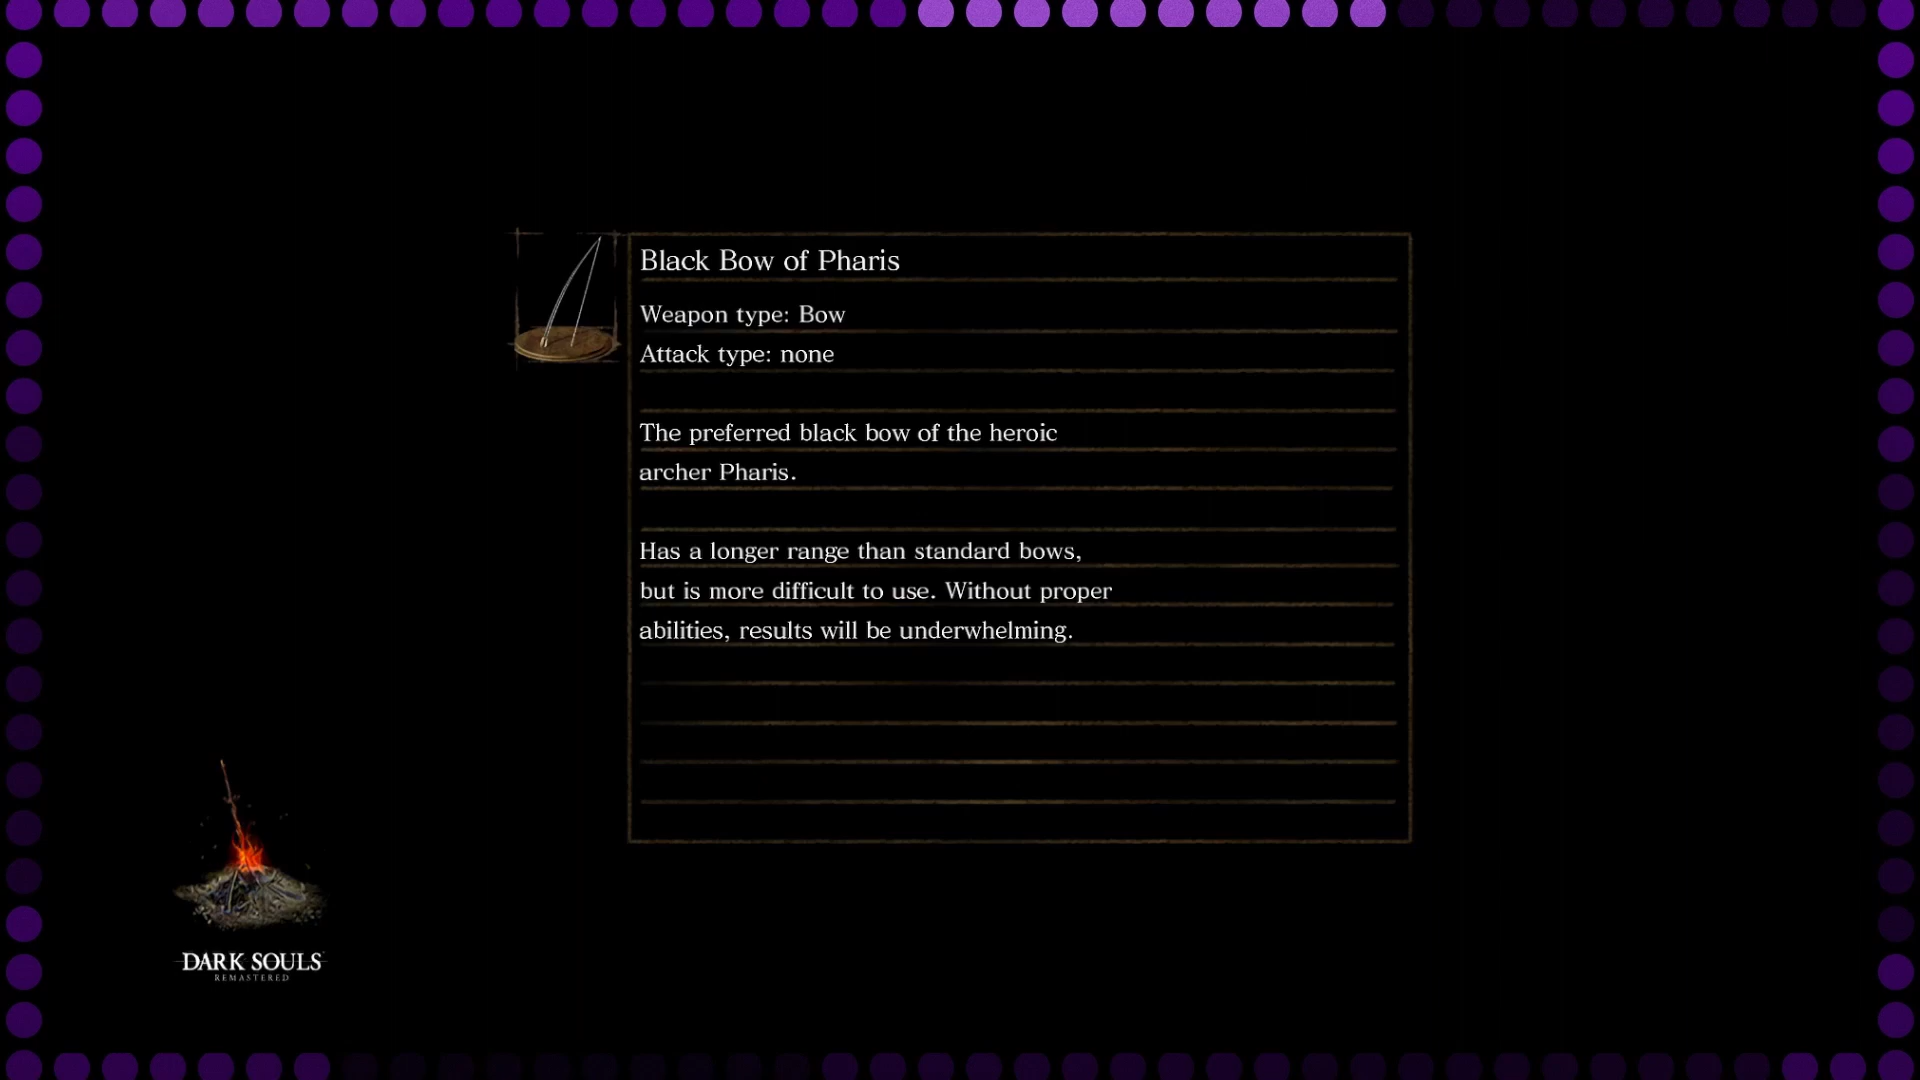 Black Bow of Pharis
Weapon type: Bow
Attack type: none
The preferred black bow of the heroic
archer Pharis.
Has a longer range than standard bows,
but is more difficult to use. Without proper
abilities, results will be underwhelming.
DARK SOULS
REMASTERED